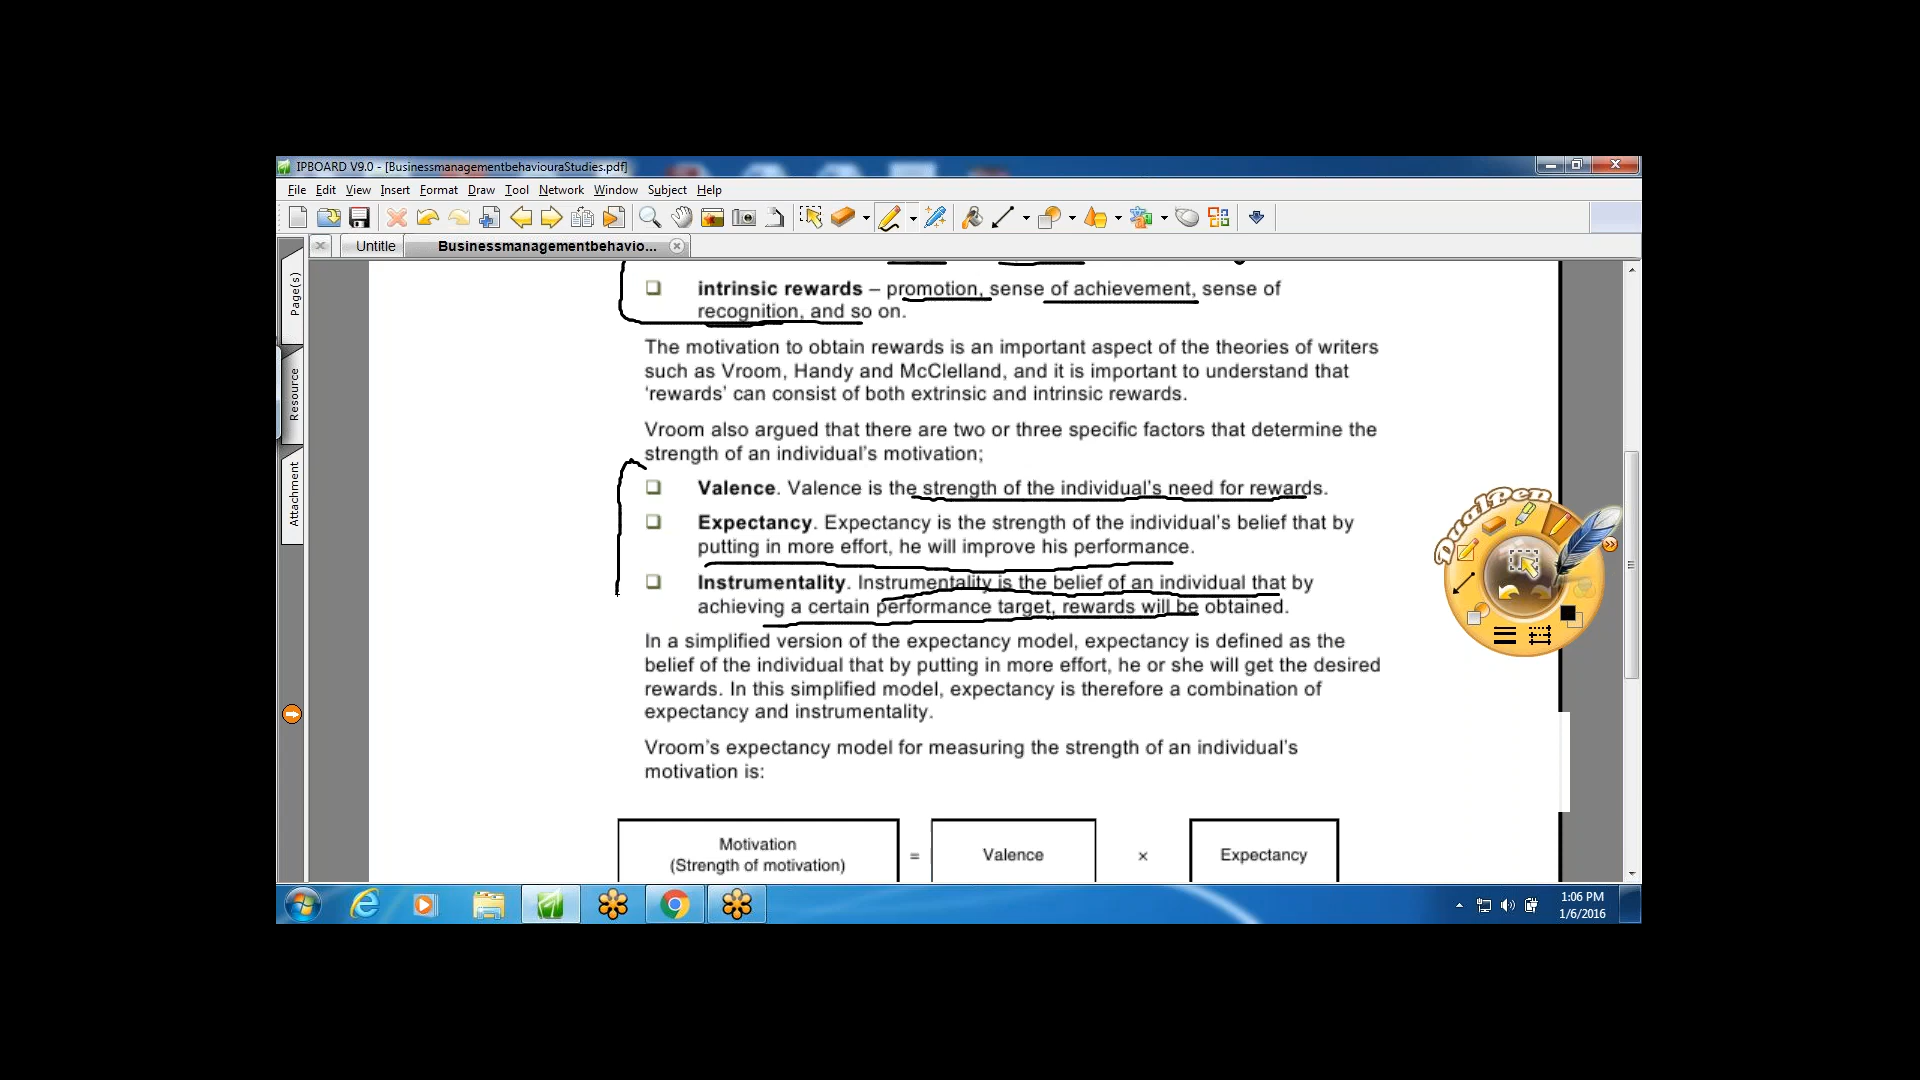 IPBOARD V9.0 - [BusinessmanagementbehaviouraStudies.pdf]
File Edit View Insert Format Draw Tool Network Window Subject Help
Untitle Businessmanagementbehavio...
Page(s)
Resource
Attachment
intrinsic rewards – promotion, sense of achievement, sense of
recognition, and so on.
The motivation to obtain rewards is an important aspect of the theories of writers
such as Vroom, Handy and McClelland, and it is important to understand that
‘rewards’ can consist of both extrinsic and intrinsic rewards.
Vroom also argued that there are two or three specific factors that determine the
strength of an individual’s motivation;
Valence. Valence is the strength of the individual’s need for rewards.
Expectancy. Expectancy is the strength of the individual’s belief that by
putting in more effort, he will improve his performance.
Instrumentality. Instrumentality is the belief of an individual that by
achieving a certain performance target, rewards will be obtained.
In a simplified version of the expectancy model, expectancy is defined as the
belief of the individual that by putting in more effort, he or she will get the desired
rewards. In this simplified model, expectancy is therefore a combination of
expectancy and instrumentality.
Vroom’s expectancy model for measuring the strength of an individual’s
motivation is:
Motivation
(Strength of motivation) = Valence × Expectancy
DualPen
1:06 PM
1/6/2016